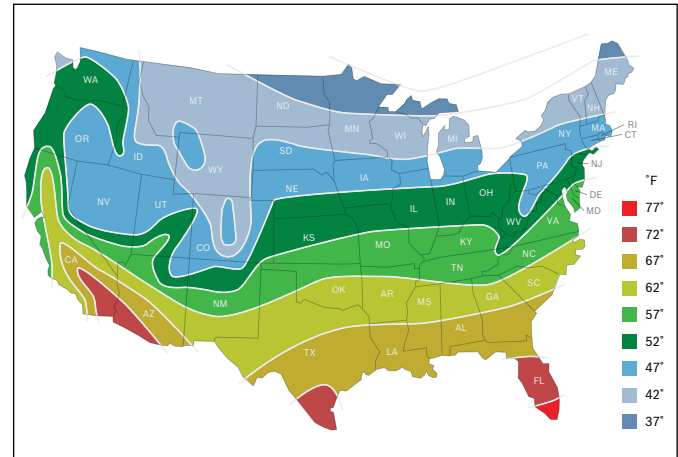 WA
MT
ND
ME
VT
NH
MN
WI
MI
NY
MA
RI
CT
OR
ID
SD
WY
PA
NJ
IA
NE
NV
UT
OH
IN
IL
DE
MD
WV
VA
CO
KS
MO
KY
NC
TN
CA
AZ
NM
OK
AR
MS
GA
SC
AL
TX
LA
FL
˚F
77˚
72˚
67˚
62˚
57˚
52˚
47˚
42˚
37˚